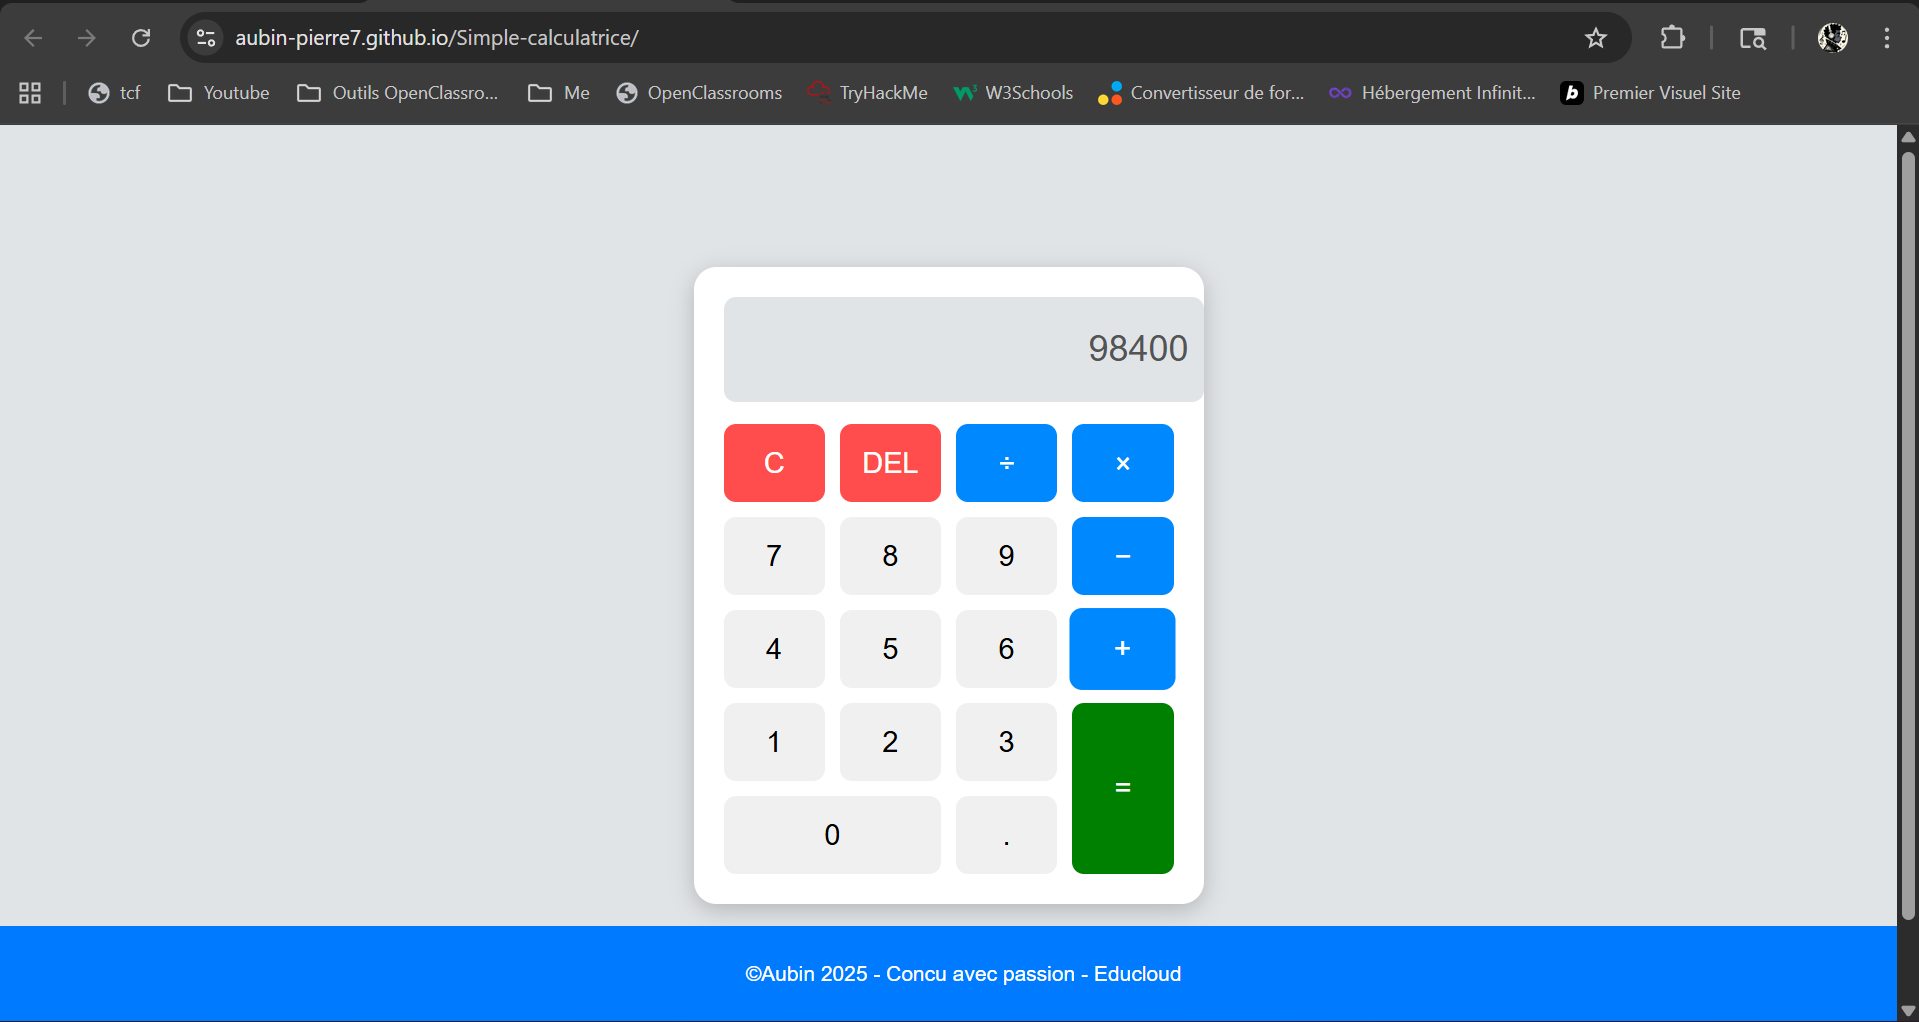 aubin-pierre7.github.io/Simple-calculatrice/
tcf Youtube Outils OpenClassro... Me OpenClassrooms TryHackMe W3Schools Convertisseur de for... Hébergement Infinit... Premier Visuel Site
98400
C DEL ÷ ×
7 8 9 −
4 5 6 +
1 2 3 =
0 .
©Aubin 2025 - Concu avec passion - Educloud